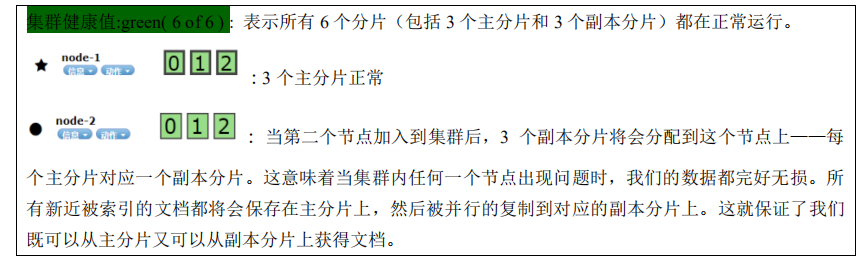 集群健康值:green( 6 of 6 )：表示所有 6 个分片（包括 3 个主分片和 3 个副本分片）都在正常运行。
node-1
信息 动作 0 1 2 : 3 个主分片正常
node-2
信息 动作 0 1 2 ： 当第二个节点加入到集群后，3 个副本分片将会分配到这个节点上——每
个主分片对应一个副本分片。这意味着当集群内任何一个节点出现问题时，我们的数据都完好无损。所
有新近被索引的文档都将会保存在主分片上，然后被并行的复制到对应的副本分片上。这就保证了我们
既可以从主分片又可以从副本分片上获得文档。